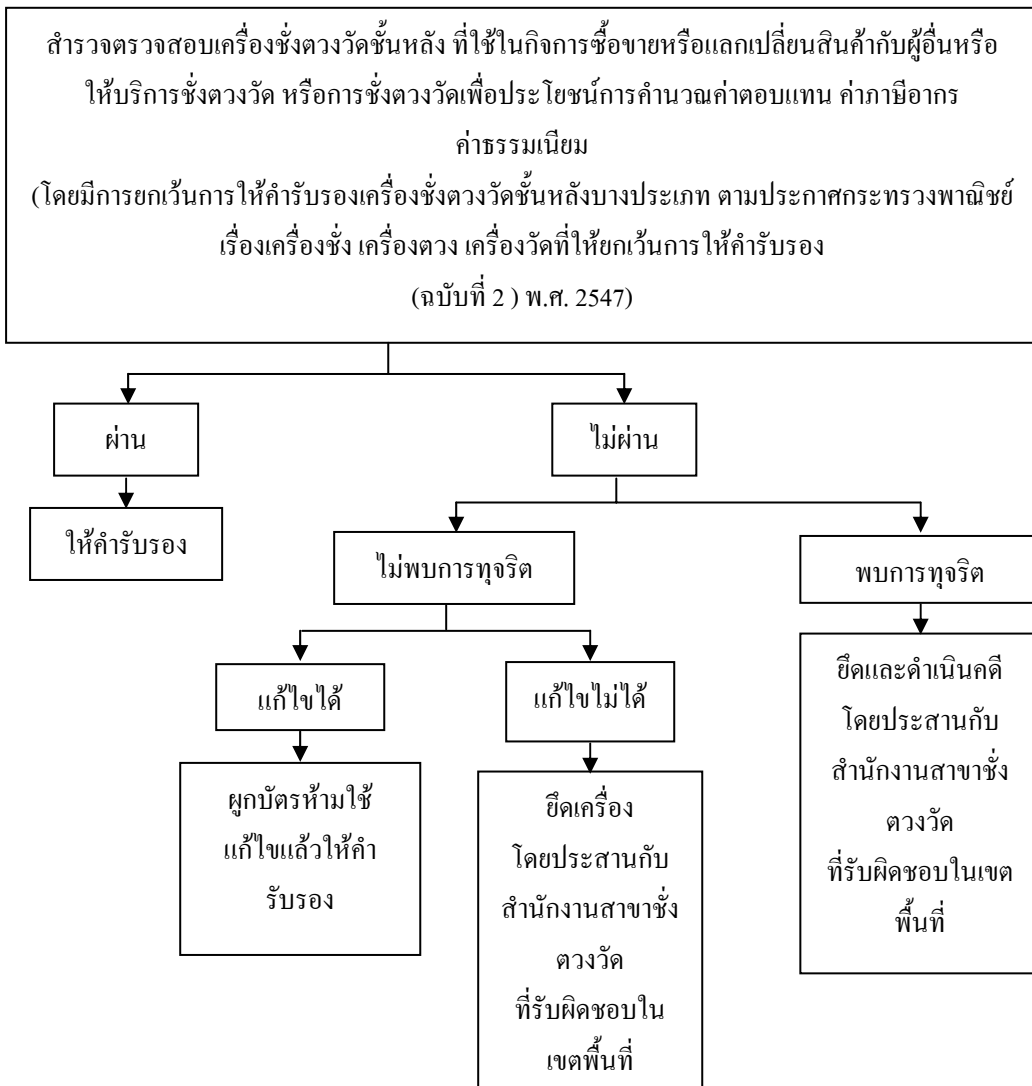 สำรวจตรวจสอบเครื่องชั่งตวงวัดชั้นหลัง ที่ใช้ในกิจการซื้อขายหรือแลกเปลี่ยนสินค้ากับผู้อื่นหรือ
ให้บริการชั่งตวงวัด หรือการชั่งตวงวัดเพื่อประโยชน์การคำนวณค่าตอบแทน ค่าภาษีอากร
ค่าธรรมเนียม
(โดยมีการยกเว้นการให้คำรับรองเครื่องชั่งตวงวัดชั้นหลังบางประเภท ตามประกาศกระทรวงพาณิชย์
เรื่องเครื่องชั่ง เครื่องตวง เครื่องวัดที่ให้ยกเว้นการให้คำรับรอง
(ฉบับที่ 2 ) พ.ศ. 2547)
ผ่าน
ไม่ผ่าน
ให้คำรับรอง
ไม่พบการทุจริต
พบการทุจริต
แก้ไขได้
แก้ไขไม่ได้
ผูกบัตรห้ามใช้
แก้ไขแล้วให้คำ
รับรอง
ยึดเครื่อง
โดยประสานกับ
สำนักงานสาขาชั่ง
ตวงวัด
ที่รับผิดชอบใน
เขตพื้นที่
ยึดและดำเนินคดี
โดยประสานกับ
สำนักงานสาขาชั่ง
ตวงวัด
ที่รับผิดชอบในเขต
พื้นที่